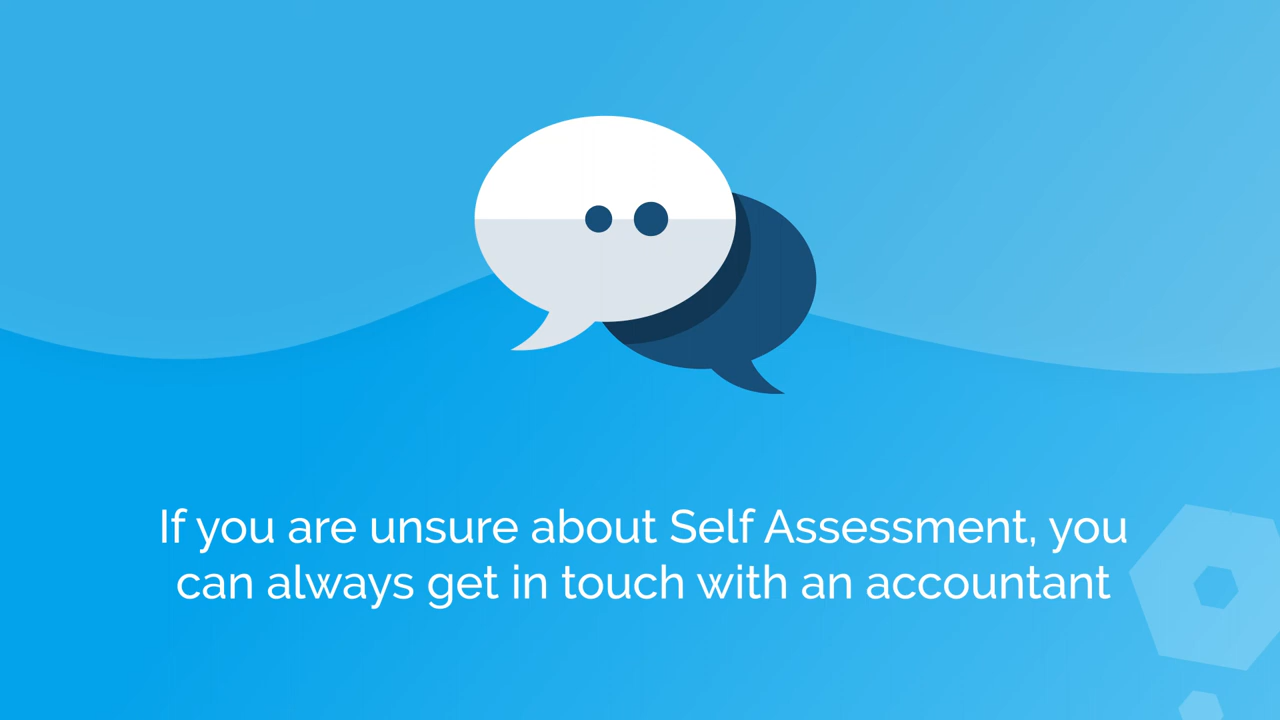 If you are unsure about Self Assessment, you
can always get in touch with an accountant